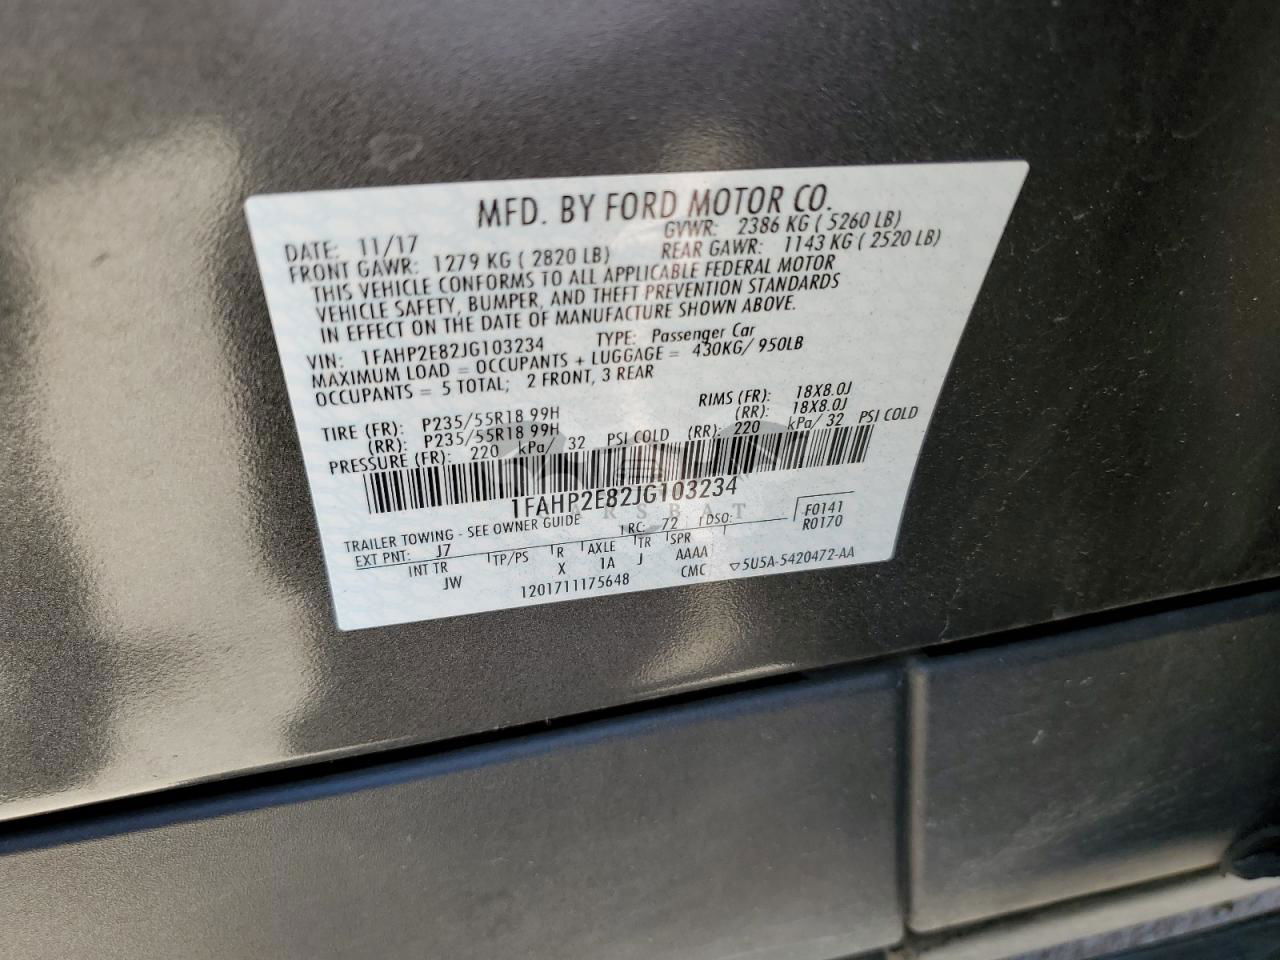 MFD. BY FORD MOTOR CO.
DATE: 11/17 GVWR: 2386 KG ( 5260 LB)
FRONT GAWR: 1279 KG ( 2820 LB) REAR GAWR: 1143 KG ( 2520 LB)
THIS VEHICLE CONFORMS TO ALL APPLICABLE FEDERAL MOTOR
VEHICLE SAFETY, BUMPER, AND THEFT PREVENTION STANDARDS
IN EFFECT ON THE DATE OF MANUFACTURE SHOWN ABOVE.
VIN: 1FAHP2E82JG103234 TYPE: Passenger Car
MAXIMUM LOAD = OCCUPANTS + LUGGAGE = 430KG/ 950LB
OCCUPANTS = 5 TOTAL; 2 FRONT, 3 REAR
TIRE (FR): P235/55R18 99H RIMS (FR): 18X8.0J
(RR): P235/55R18 99H (RR): 18X8.0J
PRESSURE (FR): 220 kPa/ 32 PSI COLD (RR): 220 kPa/ 32 PSI COLD
1FAHP2E82JG103234
CARSBAT
TRAILER TOWING - SEE OWNER GUIDE
EXT PNT: J7 RC: 72 DSO: F0141
R0170
INT TR TP/PS R AXLE TR SPR
JW X 1A J AAAA
1201711175648 CMC ▽5U5A-5420472-AA